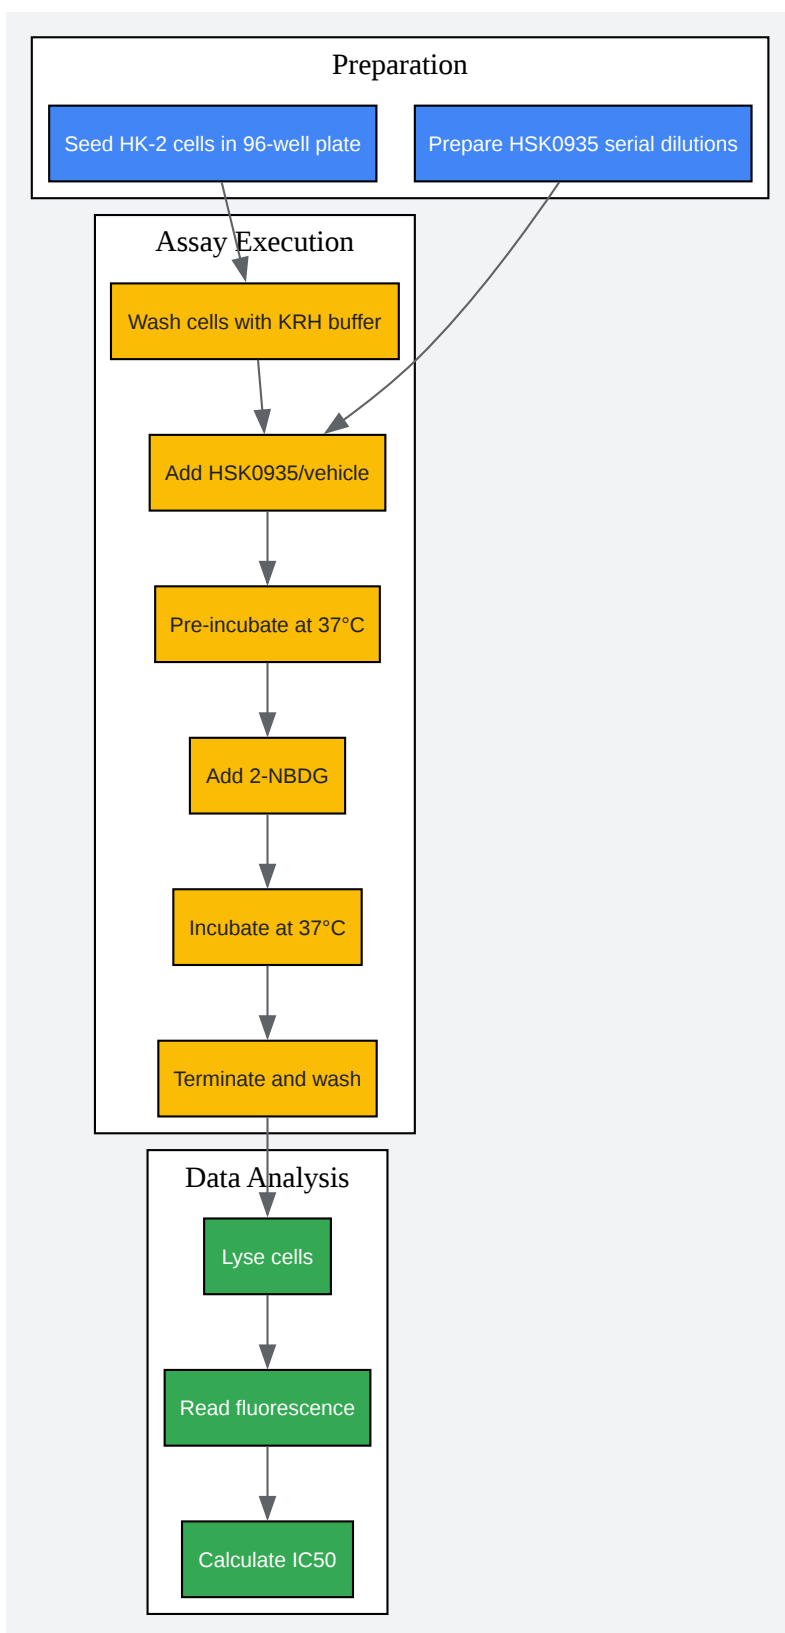 Preparation
Seed HK-2 cells in 96-well plate
Prepare HSK0935 serial dilutions
Assay Execution
Wash cells with KRH buffer
Add HSK0935/vehicle
Pre-incubate at 37°C
Add 2-NBDG
Incubate at 37°C
Terminate and wash
Data Analysis
Lyse cells
Read fluorescence
Calculate IC50